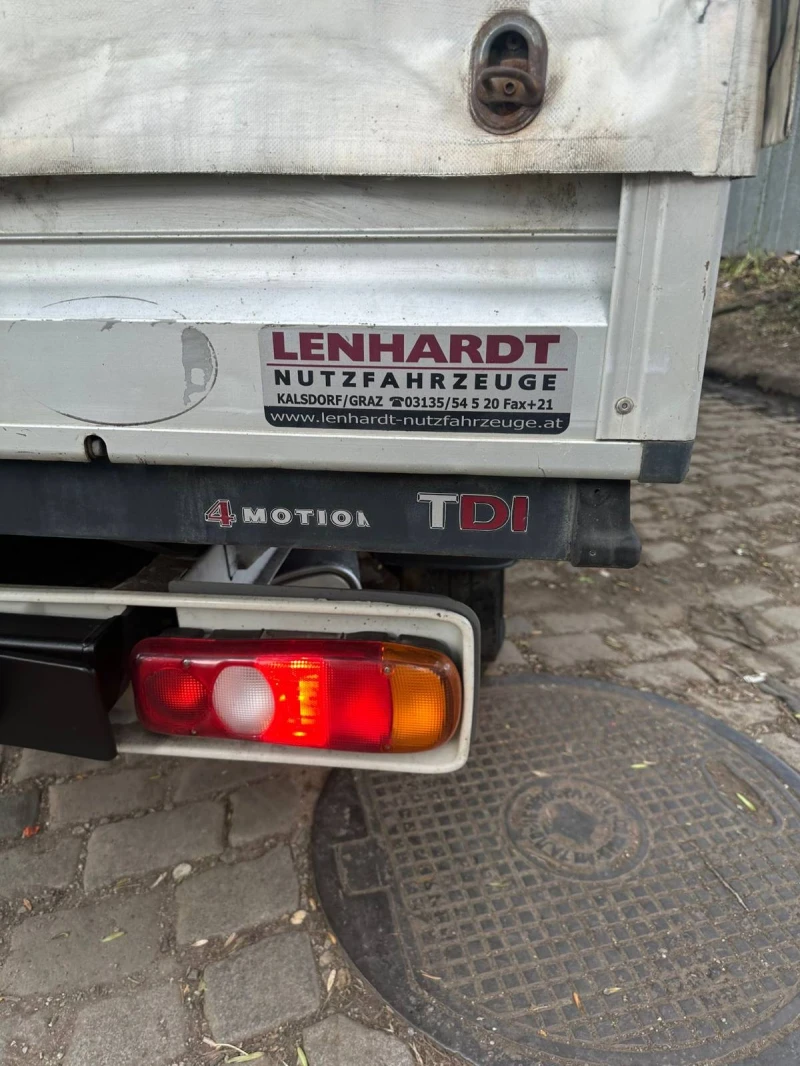 LENHARDT
NUTZFAHRZEUGE
KALSDORF/GRAZ ☎03135/54 5 20 Fax+21
www.lenhardt-nutzfahrzeuge.at
4MOTION TDI